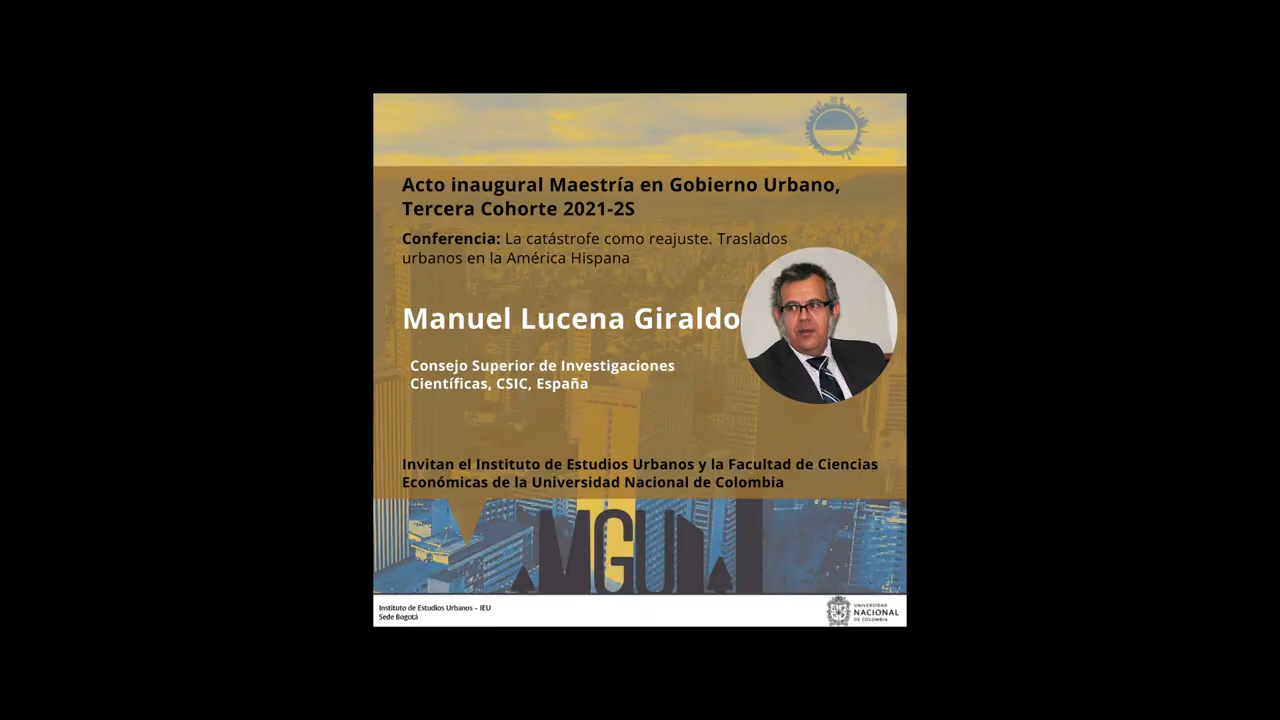 Acto inaugural Maestría en Gobierno Urbano,
Tercera Cohorte 2021-2S
Conferencia: La catástrofe como reajuste. Traslados
urbanos en la América Hispana
Manuel Lucena Giraldo
Consejo Superior de Investigaciones
Científicas, CSIC, España
Invitan el Instituto de Estudios Urbanos y la Facultad de Ciencias
Económicas de la Universidad Nacional de Colombia
MGU
Instituto de Estudios Urbanos – IEU
Sede Bogotá
UNIVERSIDAD
NACIONAL
DE COLOMBIA